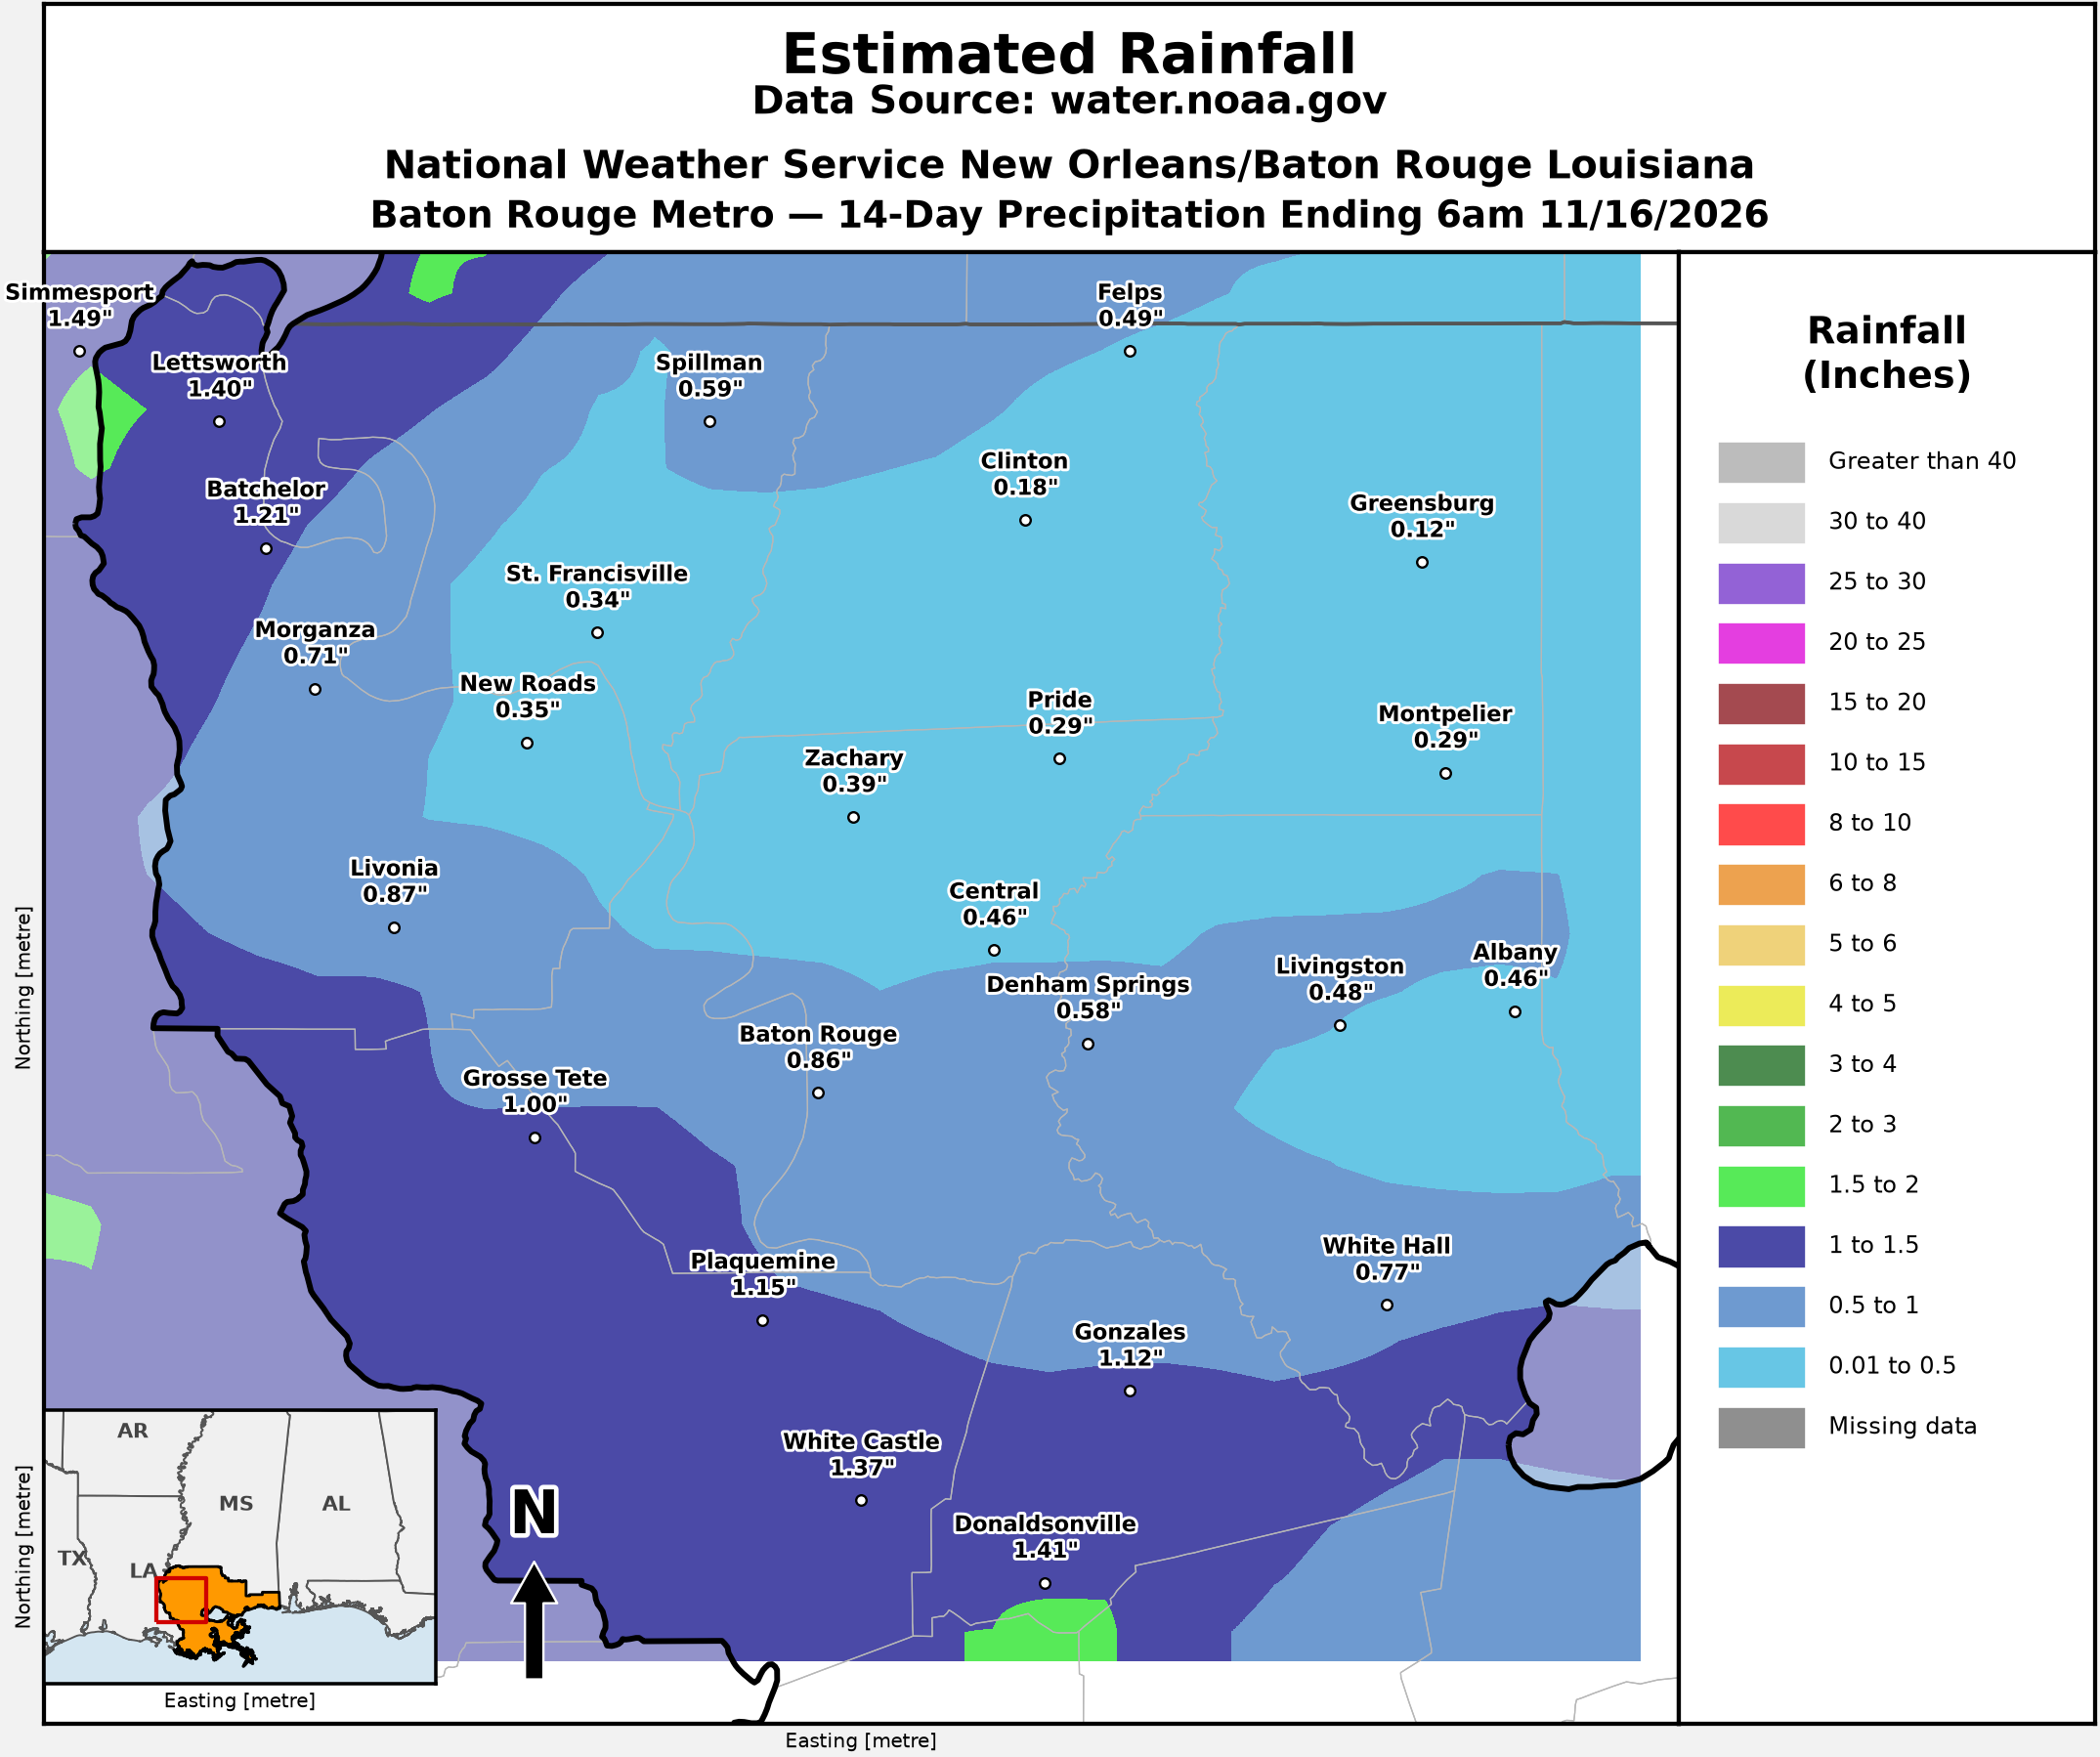 Estimated Rainfall
Data Source: water.noaa.gov
National Weather Service New Orleans/Baton Rouge Louisiana
Baton Rouge Metro — 14-Day Precipitation Ending 6am 11/16/2026
Simmesport
1.49"
Felps
0.49"
Lettsworth
1.40"
Spillman
0.59"
Clinton
0.18"
Batchelor
1.21"
Greensburg
0.12"
St. Francisville
0.34"
Morganza
0.71"
New Roads
0.35"
Pride
0.29"
Montpelier
0.29"
Zachary
0.39"
Livonia
0.87"
Central
0.46"
Albany
0.46"
Livingston
0.48"
Denham Springs
0.58"
Baton Rouge
0.86"
Grosse Tete
1.00"
White Hall
0.77"
Plaquemine
1.15"
Gonzales
1.12"
White Castle
1.37"
Donaldsonville
1.41"
N
Rainfall
(Inches)
Greater than 40
30 to 40
25 to 30
20 to 25
15 to 20
10 to 15
8 to 10
6 to 8
5 to 6
4 to 5
3 to 4
2 to 3
1.5 to 2
1 to 1.5
0.5 to 1
0.01 to 0.5
Missing data
AR
MS
AL
TX
LA
Northing [metre]
Northing [metre]
Easting [metre]
Easting [metre]